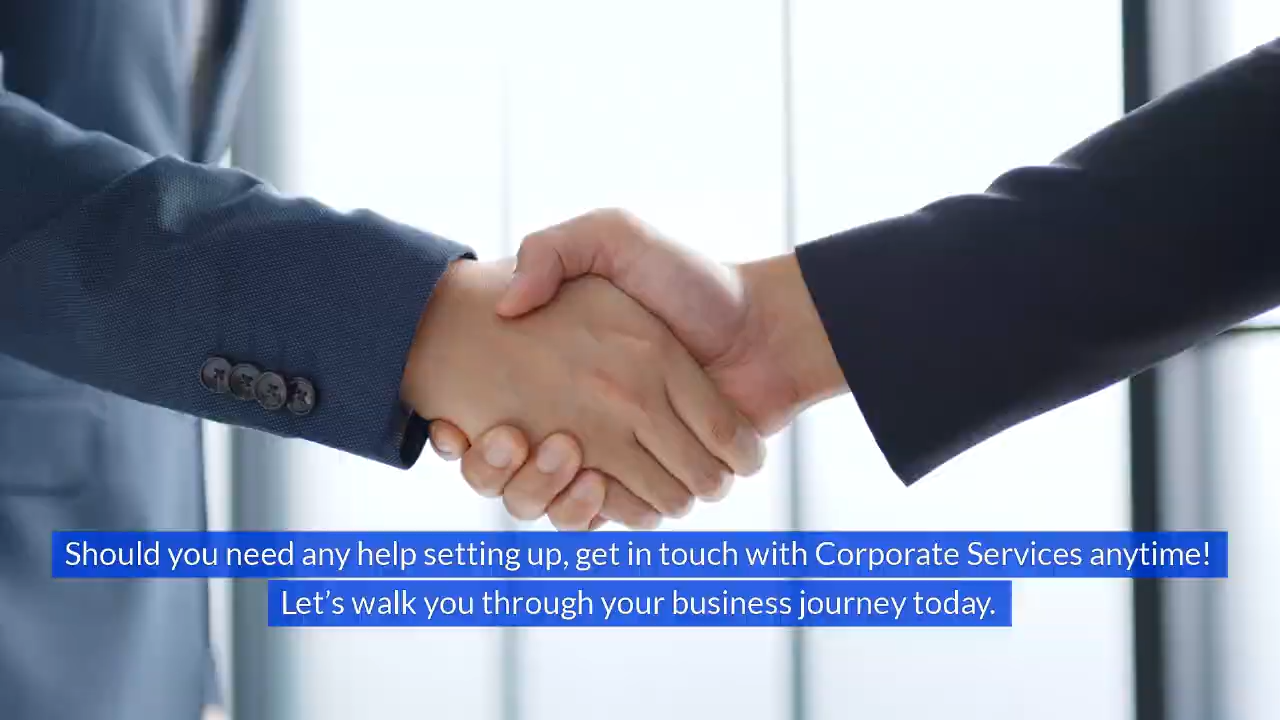 Should you need any help setting up, get in touch with Corporate Services anytime!
Let’s walk you through your business journey today.